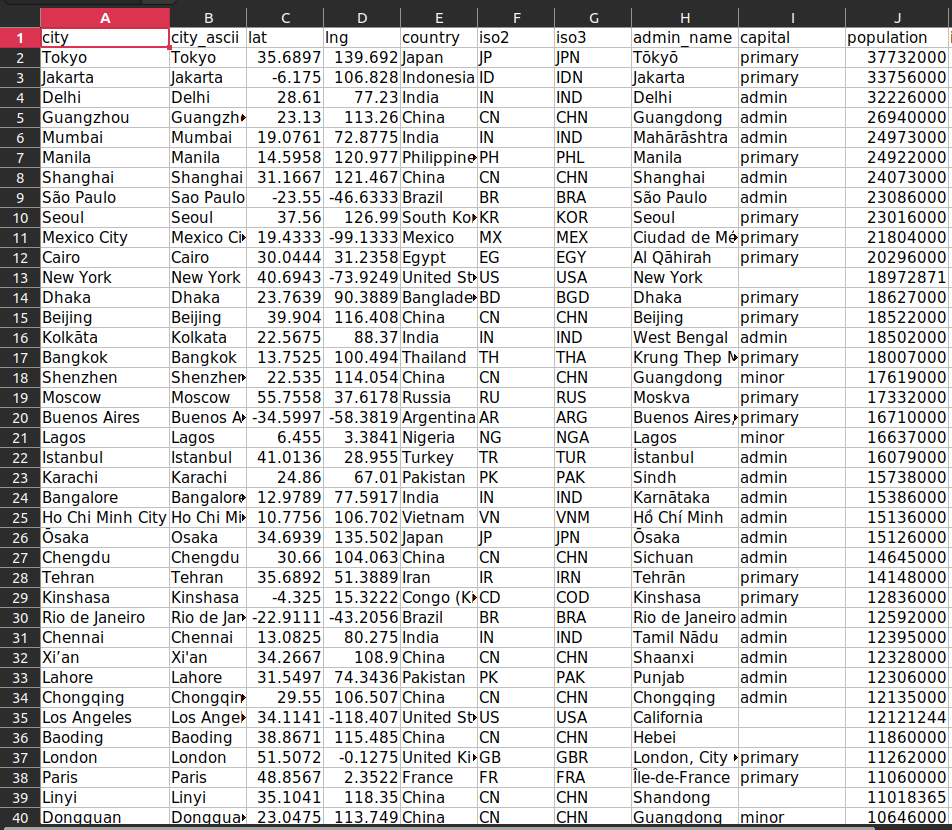 A B C D E F G H I J
1 city city_ascii lat lng country iso2 iso3 admin_name capital population
2 Tokyo Tokyo 35.6897 139.692 Japan JP JPN Tōkyō primary 37732000
3 Jakarta Jakarta -6.175 106.828 Indonesia ID IDN Jakarta primary 33756000
4 Delhi Delhi 28.61 77.23 India IN IND Delhi admin 32226000
5 Guangzhou Guangzh 23.13 113.26 China CN CHN Guangdong admin 26940000
6 Mumbai Mumbai 19.0761 72.8775 India IN IND Mahārāshtra admin 24973000
7 Manila Manila 14.5958 120.977 Philippine PH PHL Manila primary 24922000
8 Shanghai Shanghai 31.1667 121.467 China CN CHN Shanghai admin 24073000
9 São Paulo Sao Paulo -23.55 -46.6333 Brazil BR BRA São Paulo admin 23086000
10 Seoul Seoul 37.56 126.99 South Ko KR KOR Seoul primary 23016000
11 Mexico City Mexico Ci 19.4333 -99.1333 Mexico MX MEX Ciudad de Mé primary 21804000
12 Cairo Cairo 30.0444 31.2358 Egypt EG EGY Al Qāhirah primary 20296000
13 New York New York 40.6943 -73.9249 United St US USA New York 18972871
14 Dhaka Dhaka 23.7639 90.3889 Banglade BD BGD Dhaka primary 18627000
15 Beijing Beijing 39.904 116.408 China CN CHN Beijing primary 18522000
16 Kolkāta Kolkata 22.5675 88.37 India IN IND West Bengal admin 18502000
17 Bangkok Bangkok 13.7525 100.494 Thailand TH THA Krung Thep M primary 18007000
18 Shenzhen Shenzhen 22.535 114.054 China CN CHN Guangdong minor 17619000
19 Moscow Moscow 55.7558 37.6178 Russia RU RUS Moskva primary 17332000
20 Buenos Aires Buenos A -34.5997 -58.3819 Argentina AR ARG Buenos Aires, primary 16710000
21 Lagos Lagos 6.455 3.3841 Nigeria NG NGA Lagos minor 16637000
22 Istanbul Istanbul 41.0136 28.955 Turkey TR TUR İstanbul admin 16079000
23 Karachi Karachi 24.86 67.01 Pakistan PK PAK Sindh admin 15738000
24 Bangalore Bangalore 12.9789 77.5917 India IN IND Karnātaka admin 15386000
25 Ho Chi Minh City Ho Chi Mi 10.7756 106.702 Vietnam VN VNM Hồ Chí Minh admin 15136000
26 Ōsaka Osaka 34.6939 135.502 Japan JP JPN Ōsaka admin 15126000
27 Chengdu Chengdu 30.66 104.063 China CN CHN Sichuan admin 14645000
28 Tehran Tehran 35.6892 51.3889 Iran IR IRN Tehrān primary 14148000
29 Kinshasa Kinshasa -4.325 15.3222 Congo (Ki CD COD Kinshasa primary 12836000
30 Rio de Janeiro Rio de Jan -22.9111 -43.2056 Brazil BR BRA Rio de Janeiro admin 12592000
31 Chennai Chennai 13.0825 80.275 India IN IND Tamil Nādu admin 12395000
32 Xi’an Xi'an 34.2667 108.9 China CN CHN Shaanxi admin 12328000
33 Lahore Lahore 31.5497 74.3436 Pakistan PK PAK Punjab admin 12306000
34 Chongqing Chongqin 29.55 106.507 China CN CHN Chongqing admin 12135000
35 Los Angeles Los Ange 34.1141 -118.407 United St US USA California 12121244
36 Baoding Baoding 38.8671 115.485 China CN CHN Hebei 11860000
37 London London 51.5072 -0.1275 United Ki GB GBR London, City primary 11262000
38 Paris Paris 48.8567 2.3522 France FR FRA Île-de-France primary 11060000
39 Linyi Linyi 35.1041 118.35 China CN CHN Shandong 11018365
40 Dongguan Donggua 23.0475 113.749 China CN CHN Guangdong minor 10646000